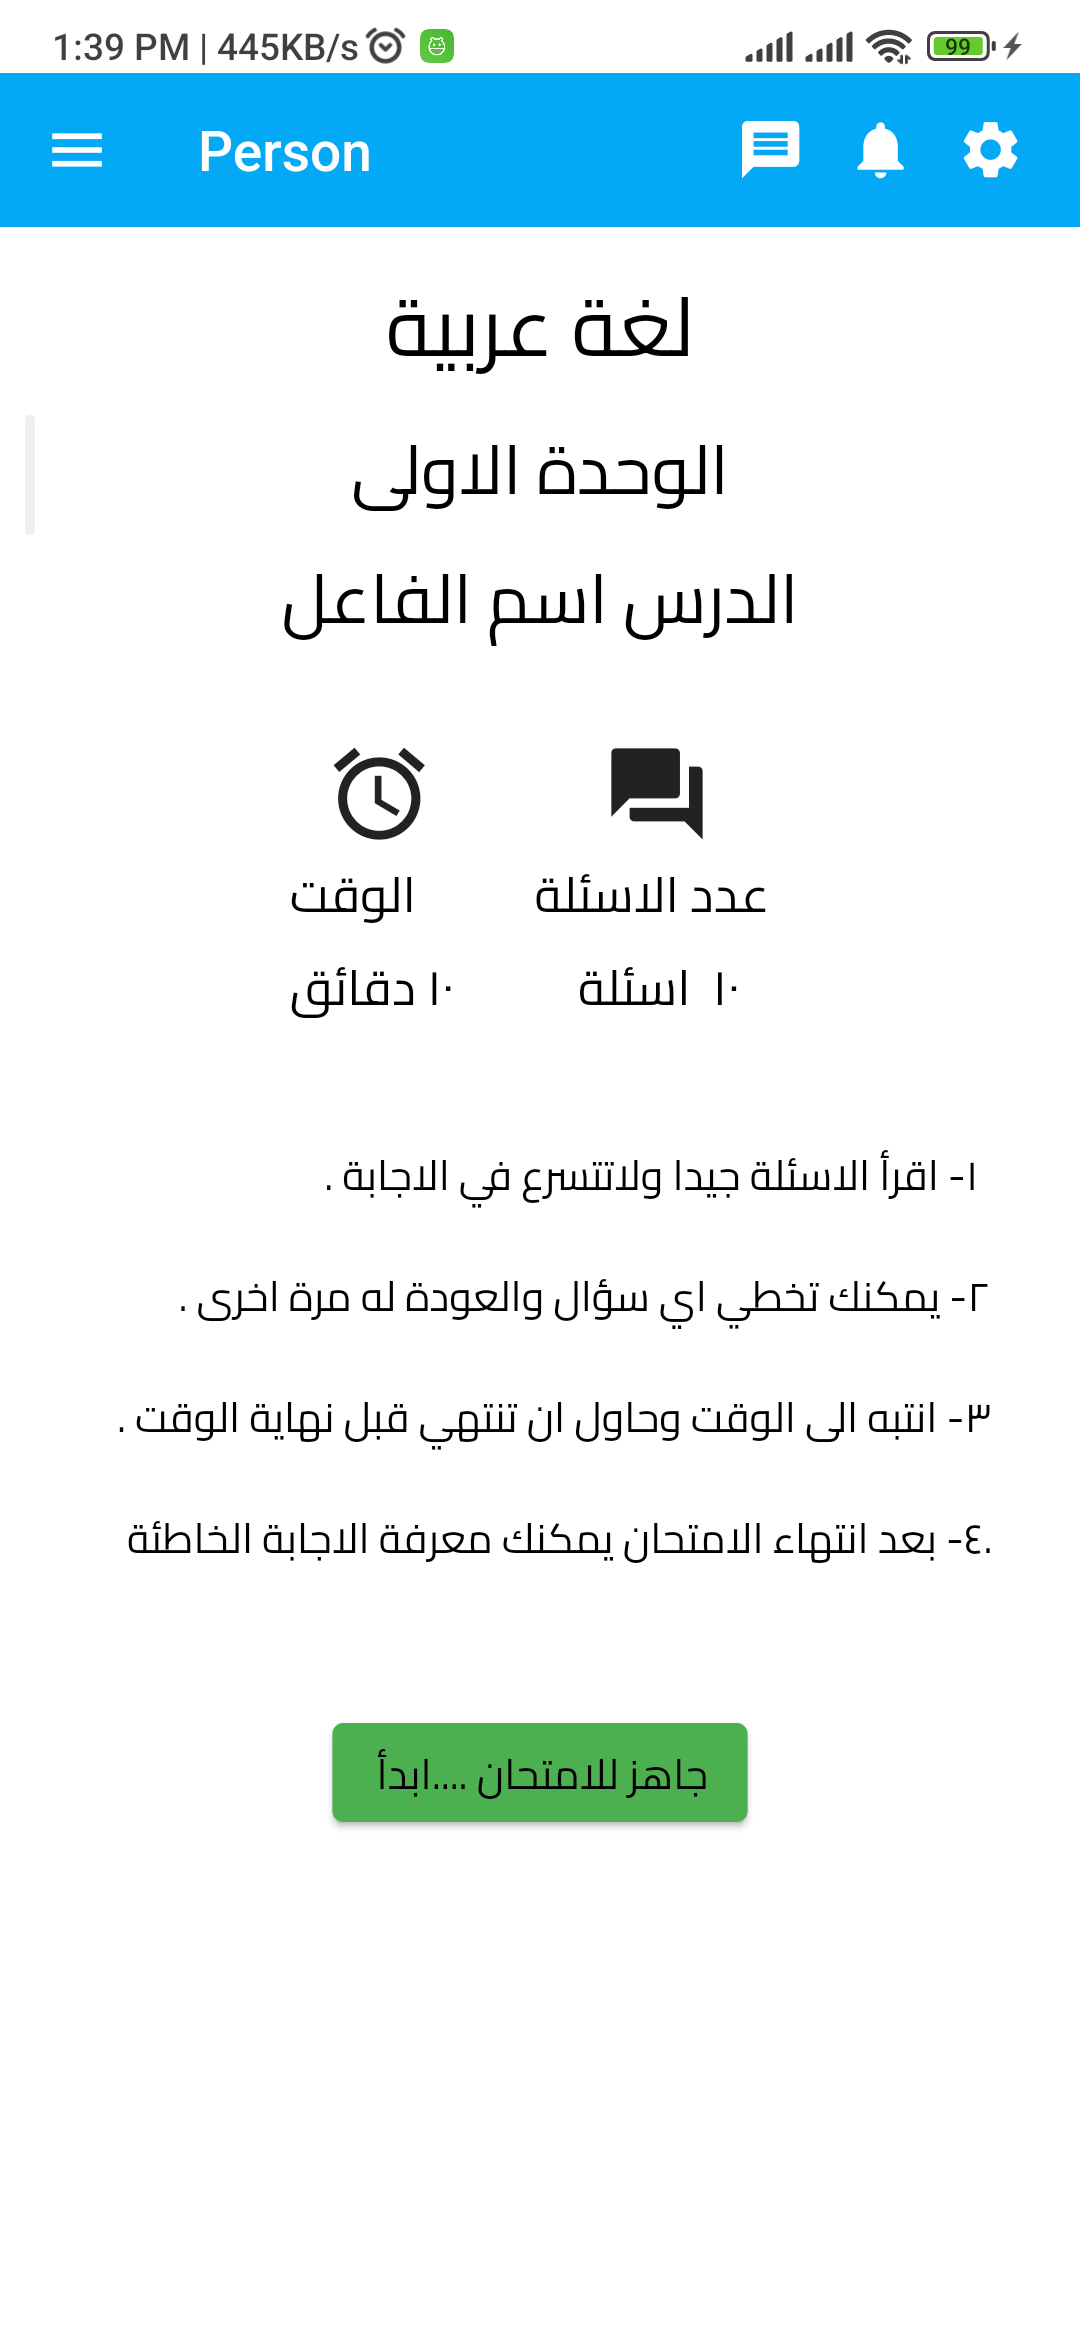 1:39 PM | 445KB/s
99
Person
لغة عربية
الوحدة الاولى
الدرس اسم الفاعل
عدد الاسئلة
الوقت
١٠ اسئلة
١٠ دقائق
١- اقرأ الاسئلة جيدا ولاتتسرع في الاجابة .
٢- يمكنك تخطي اي سؤال والعودة له مرة اخرى .
٣- انتبه الى الوقت وحاول ان تنتهي قبل نهاية الوقت .
.٤- بعد انتهاء الامتحان يمكنك معرفة الاجابة الخاطئة
جاهز للامتحان ....ابدأ